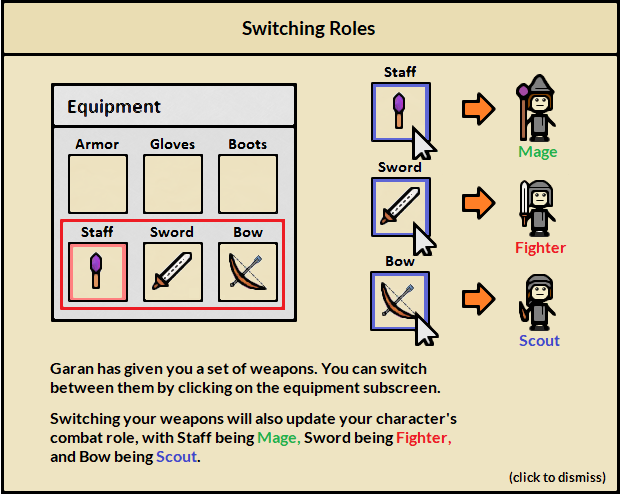 Switching Roles
Equipment
Armor Gloves Boots
Staff Sword Bow
Staff
Mage
Sword
Fighter
Bow
Scout
Garan has given you a set of weapons. You can switch
between them by clicking on the equipment subscreen.
Switching your weapons will also update your character's
combat role, with Staff being Mage, Sword being Fighter,
and Bow being Scout.
(click to dismiss)